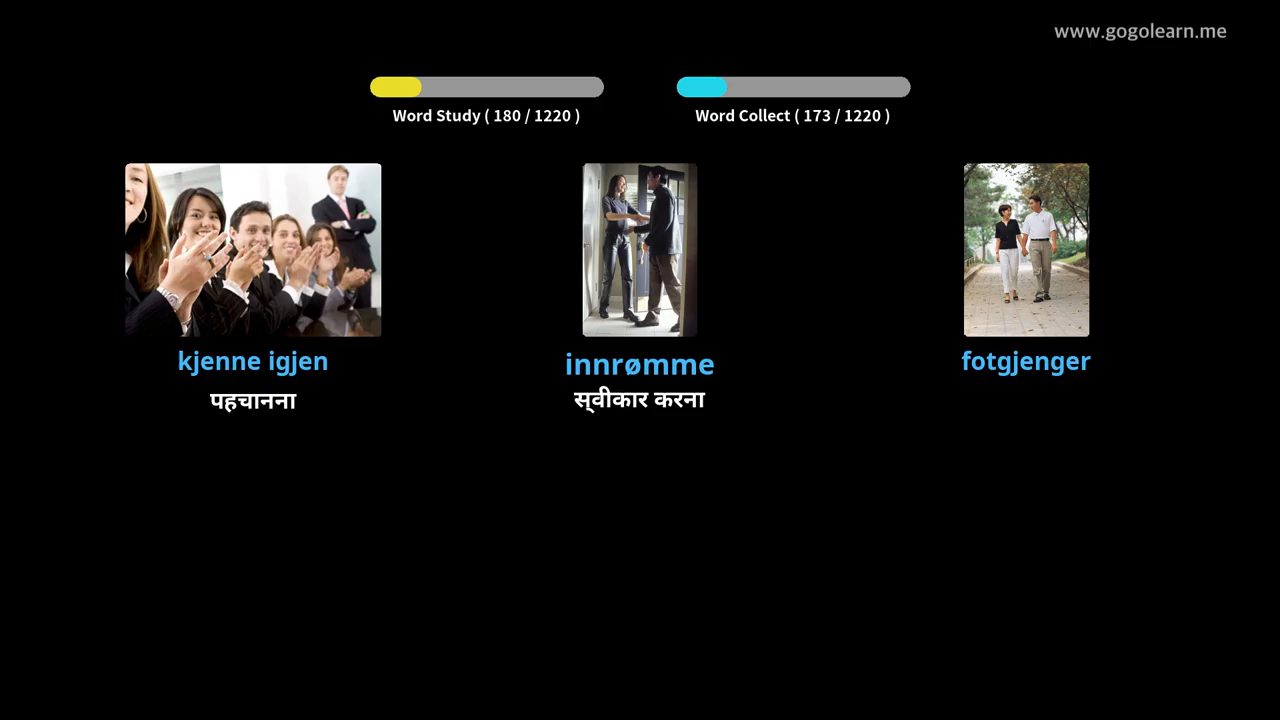 www.gogolearn.me
Word Study ( 180 / 1220 )
Word Collect ( 173 / 1220 )
kjenne igjen
innrømme
fotgjenger
पहचानना
स्वीकार करना